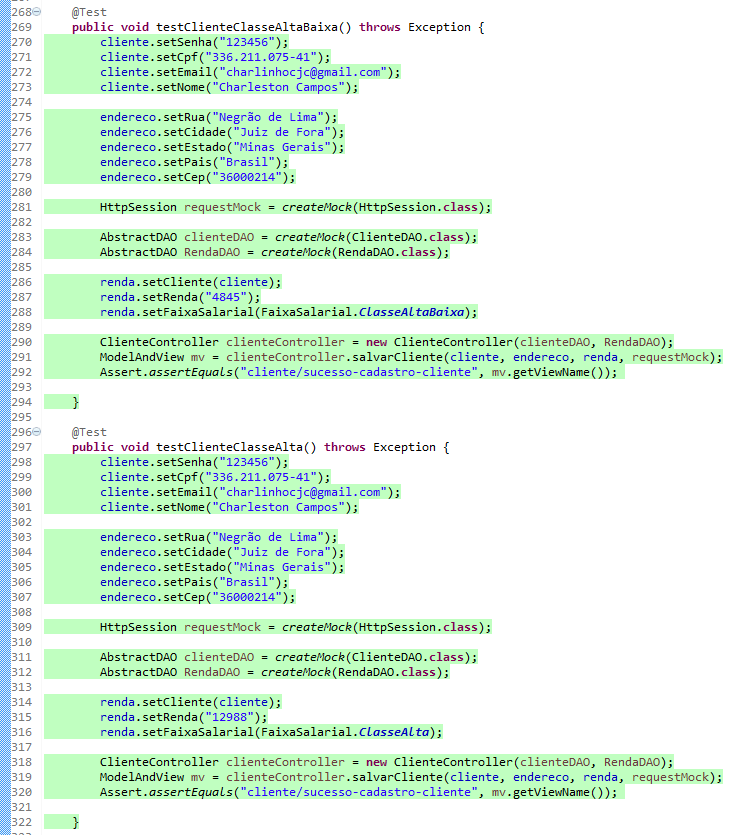 268 @Test
269 public void testClienteClasseAltaBaixa() throws Exception {
270 cliente.setSenha("123456");
271 cliente.setCpf("336.211.075-41");
272 cliente.setEmail("charlinhocjc@gmail.com");
273 cliente.setNome("Charleston Campos");
274
275 endereco.setRua("Negrão de Lima");
276 endereco.setCidade("Juiz de Fora");
277 endereco.setEstado("Minas Gerais");
278 endereco.setPais("Brasil");
279 endereco.setCep("36000214");
280
281 HttpSession requestMock = createMock(HttpSession.class);
282
283 AbstractDAO clienteDAO = createMock(ClienteDAO.class);
284 AbstractDAO RendaDAO = createMock(RendaDAO.class);
285
286 renda.setCliente(cliente);
287 renda.setRenda("4845");
288 renda.setFaixaSalarial(FaixaSalarial.ClasseAltaBaixa);
289
290 ClienteController clienteController = new ClienteController(clienteDAO, RendaDAO);
291 ModelAndView mv = clienteController.salvarCliente(cliente, endereco, renda, requestMock);
292 Assert.assertEquals("cliente/sucesso-cadastro-cliente", mv.getViewName());
293
294 }
295
296 @Test
297 public void testClienteClasseAlta() throws Exception {
298 cliente.setSenha("123456");
299 cliente.setCpf("336.211.075-41");
300 cliente.setEmail("charlinhocjc@gmail.com");
301 cliente.setNome("Charleston Campos");
302
303 endereco.setRua("Negrão de Lima");
304 endereco.setCidade("Juiz de Fora");
305 endereco.setEstado("Minas Gerais");
306 endereco.setPais("Brasil");
307 endereco.setCep("36000214");
308
309 HttpSession requestMock = createMock(HttpSession.class);
310
311 AbstractDAO clienteDAO = createMock(ClienteDAO.class);
312 AbstractDAO RendaDAO = createMock(RendaDAO.class);
313
314 renda.setCliente(cliente);
315 renda.setRenda("12988");
316 renda.setFaixaSalarial(FaixaSalarial.ClasseAlta);
317
318 ClienteController clienteController = new ClienteController(clienteDAO, RendaDAO);
319 ModelAndView mv = clienteController.salvarCliente(cliente, endereco, renda, requestMock);
320 Assert.assertEquals("cliente/sucesso-cadastro-cliente", mv.getViewName());
321
322 }